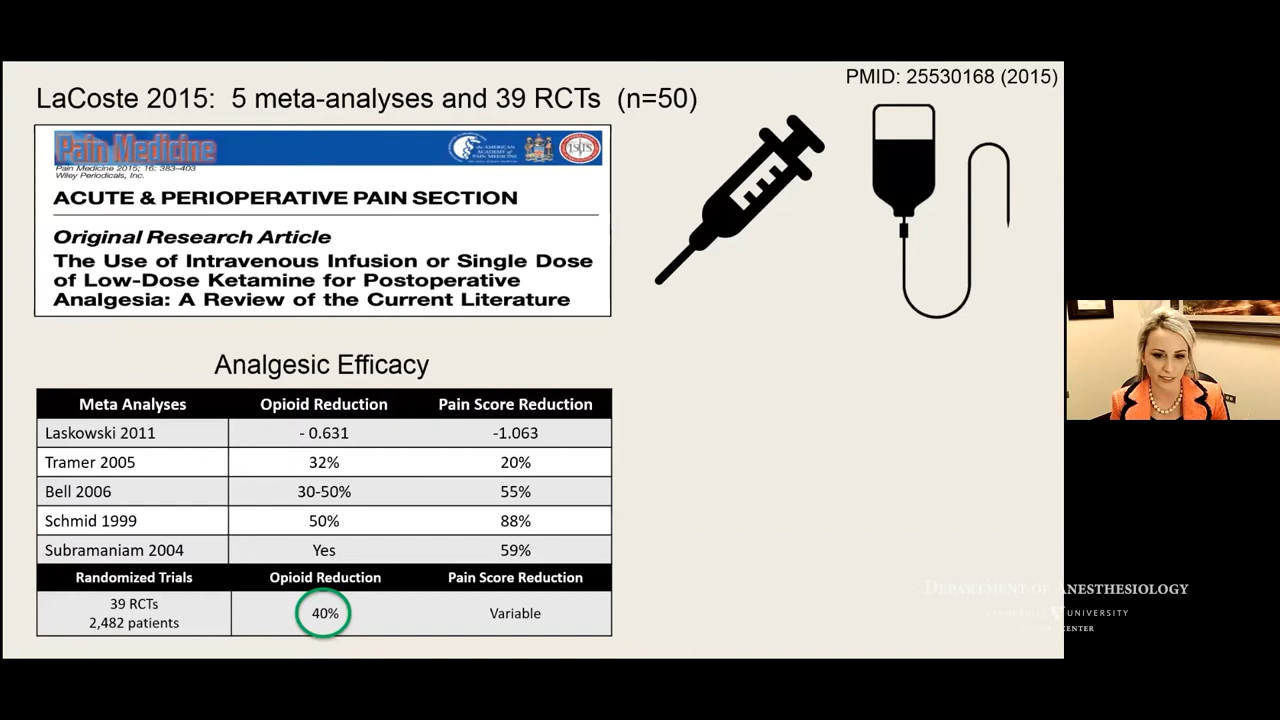 PMID: 25530168 (2015)
LaCoste 2015: 5 meta-analyses and 39 RCTs (n=50)
Pain Medicine
Pain Medicine 2015; 16: 383–403
Wiley Periodicals, Inc.
ACUTE & PERIOPERATIVE PAIN SECTION
Original Research Article
The Use of Intravenous Infusion or Single Dose
of Low-Dose Ketamine for Postoperative
Analgesia: A Review of the Current Literature
Analgesic Efficacy
Meta Analyses Opioid Reduction Pain Score Reduction
Laskowski 2011 - 0.631 -1.063
Tramer 2005 32% 20%
Bell 2006 30-50% 55%
Schmid 1999 50% 88%
Subramaniam 2004 Yes 59%
Randomized Trials Opioid Reduction Pain Score Reduction
39 RCTs
2,482 patients 40% Variable
DEPARTMENT OF ANESTHESIOLOGY
UNIVERSITY
CENTER